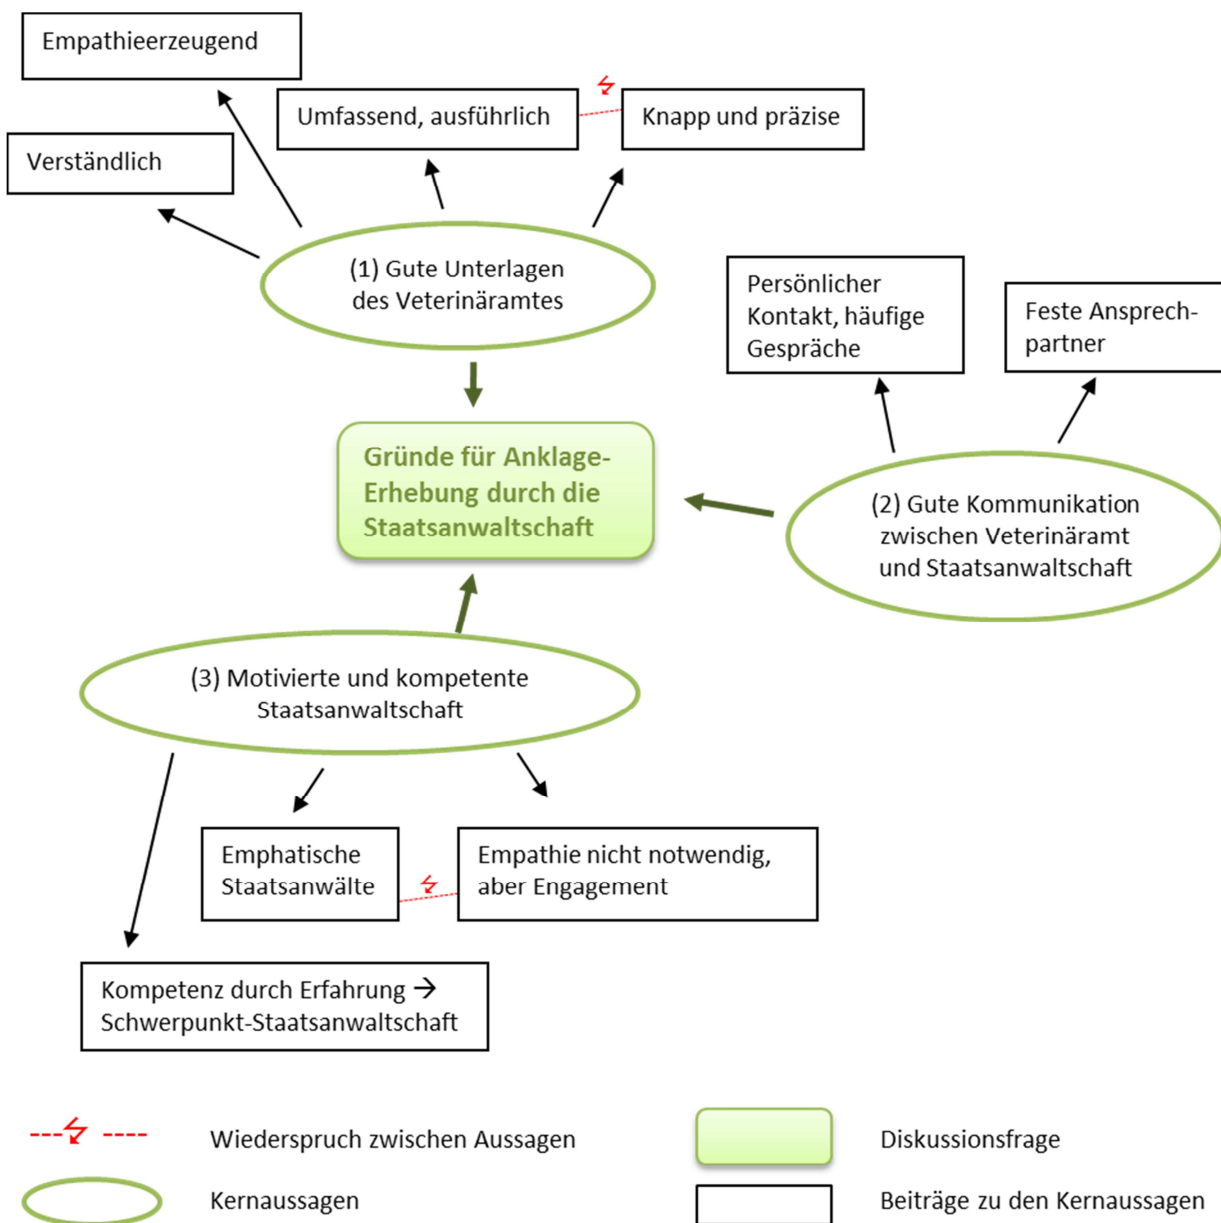 Empathieerzeugend
Umfassend, ausführlich
Knapp und präzise
Verständlich
(1) Gute Unterlagen
des Veterinäramtes
Persönlicher
Kontakt, häufige
Gespräche
Feste Ansprech-
partner
Gründe für Anklage-
Erhebung durch die
Staatsanwaltschaft
(2) Gute Kommunikation
zwischen Veterinäramt
und Staatsanwaltschaft
(3) Motivierte und kompetente
Staatsanwaltschaft
Emphatische
Staatsanwälte
Empathie nicht notwendig,
aber Engagement
Kompetenz durch Erfahrung →
Schwerpunkt-Staatsanwaltschaft
Wiederspruch zwischen Aussagen
Diskussionsfrage
Kernaussagen
Beiträge zu den Kernaussagen